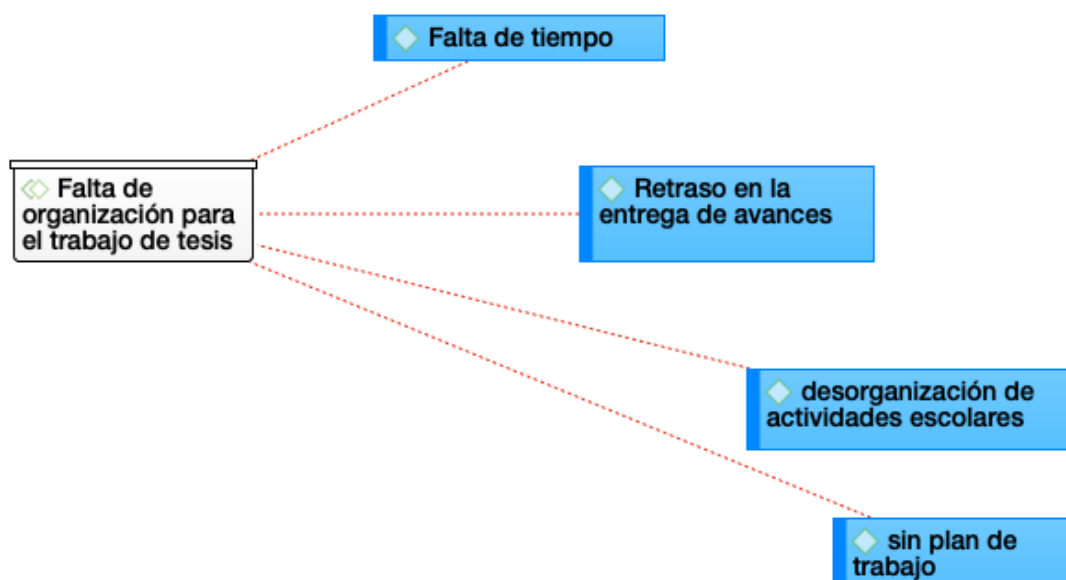 Falta de tiempo
Falta de
organización para
el trabajo de tesis
Retraso en la
entrega de avances
desorganización de
actividades escolares
sin plan de
trabajo